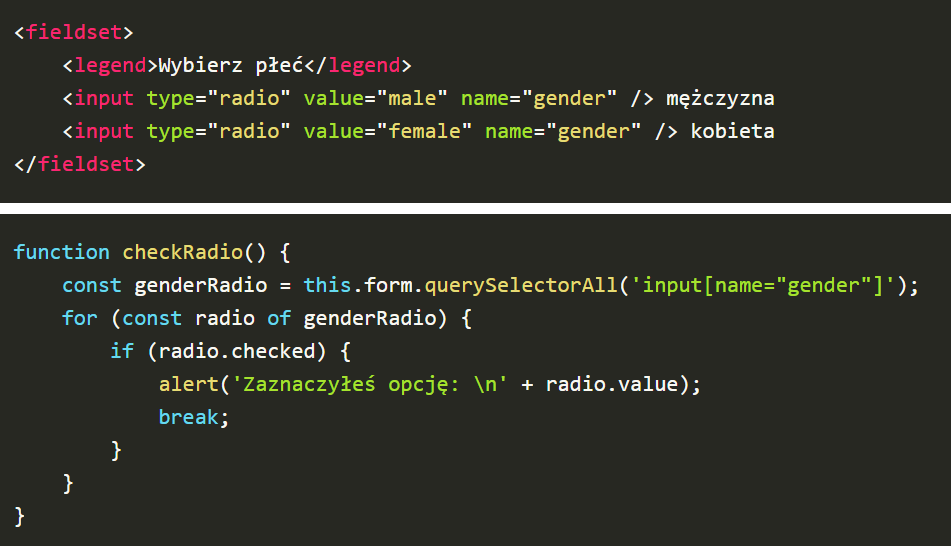 <fieldset>
    <legend>Wybierz płeć</legend>
    <input type="radio" value="male" name="gender" /> mężczyzna
    <input type="radio" value="female" name="gender" /> kobieta
</fieldset>
function checkRadio() {
    const genderRadio = this.form.querySelectorAll('input[name="gender"]');
    for (const radio of genderRadio) {
        if (radio.checked) {
            alert('Zaznaczyłeś opcję: \n' + radio.value);
            break;
        }
    }
}